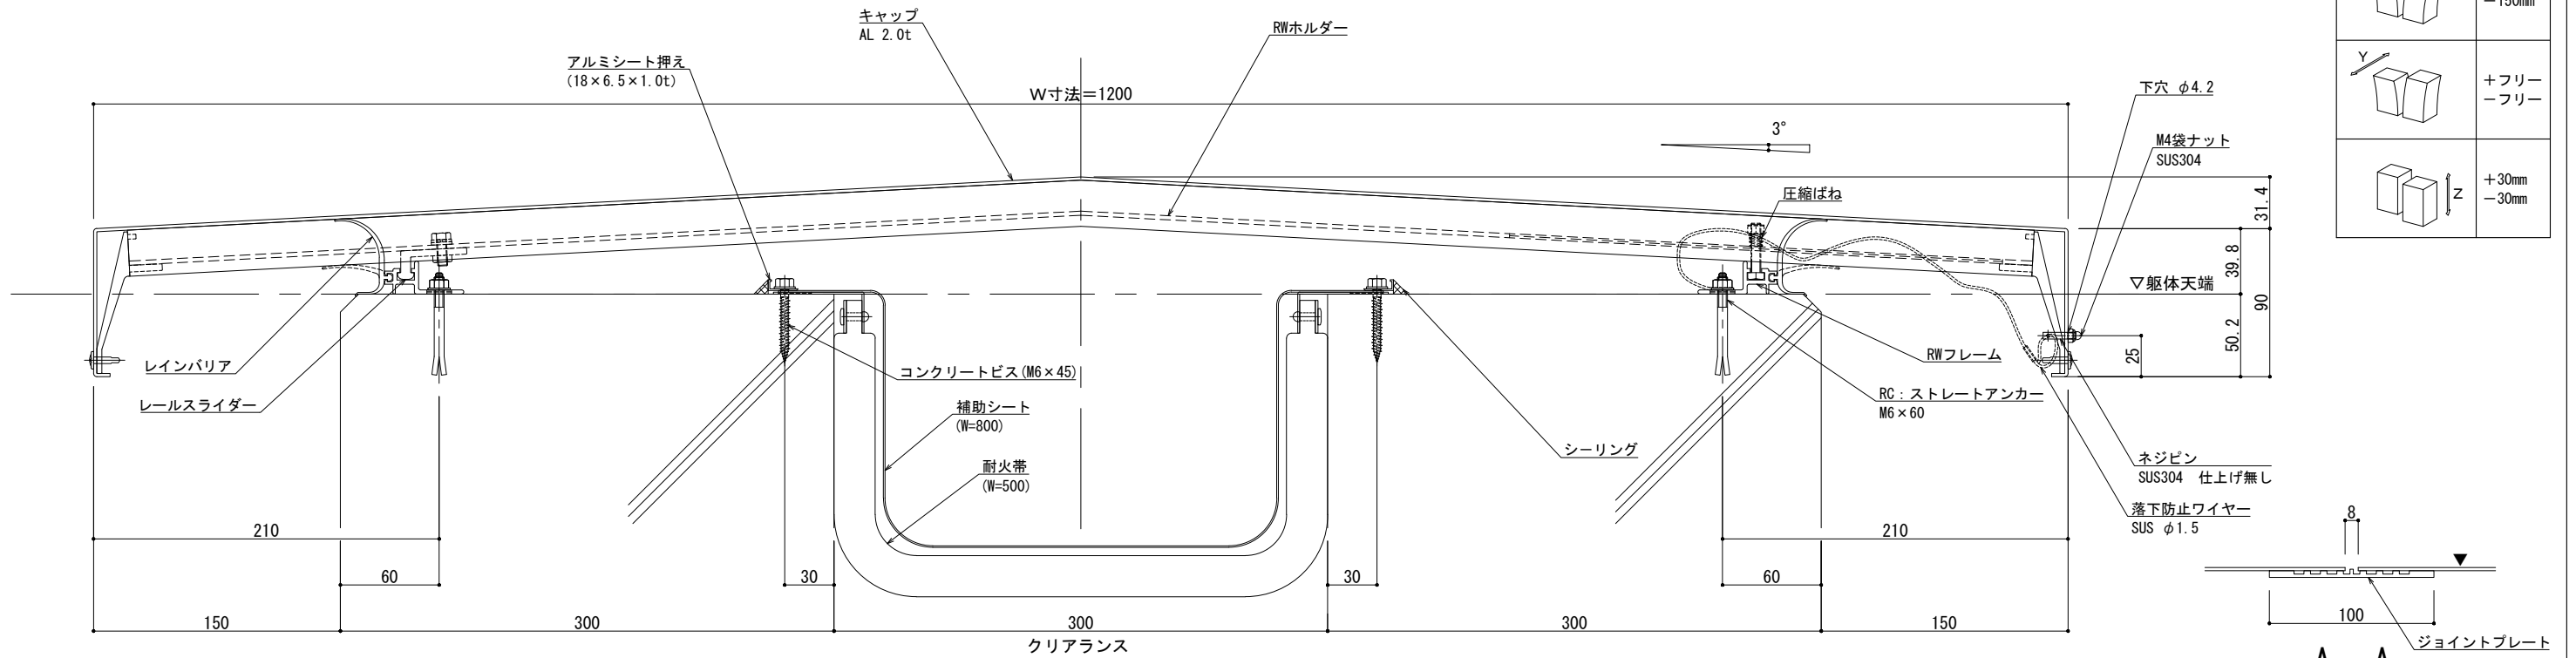 キャップ
AL 2.0t
アルミシート押え
(18×6.5×1.0t)
RWホルダー
W寸法=1200
3°
圧縮ばね
下穴 φ4.2
M4袋ナット
SUS304
▽躯体天端
31.4
39.8
50.2
90
25
レインバリア
レールスライダー
コンクリートビス(M6×45)
補助シート
(W=800)
耐火帯
(W=500)
シーリング
RWフレーム
RC:ストレートアンカー
M6×60
ネジピン
SUS304 仕上げ無し
落下防止ワイヤー
SUS φ1.5
210
60
30
30
60
210
150
300
300
300
150
クリアランス
-150mm
Y
+フリー
-フリー
Z
+30mm
-30mm
8
100
ジョイントプレート